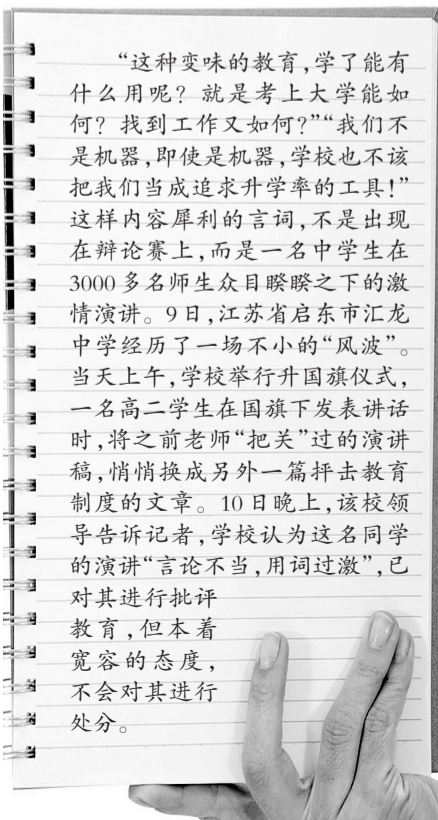 “这种变味的教育,学了能有
什么用呢? 就是考上大学能如
何? 找到工作又如何?”“我们不
是机器,即使是机器,学校也不该
把我们当成追求升学率的工具!”
这样内容犀利的言词,不是出现
在辩论赛上,而是一名中学生在
3000 多名师生众目睽睽之下的激
情演讲。9 日,江苏省启东市汇龙
中学经历了一场不小的“风波”。
当天上午,学校举行升国旗仪式,
一名高二学生在国旗下发表讲话
时,将之前老师“把关”过的演讲
稿,悄悄换成另外一篇抨击教育
制度的文章。10 日晚上,该校领
导告诉记者,学校认为这名同学
的演讲“言论不当,用词过激”,已
对其进行批评
教育,但本着
宽容的态度,
不会对其进行
处分。